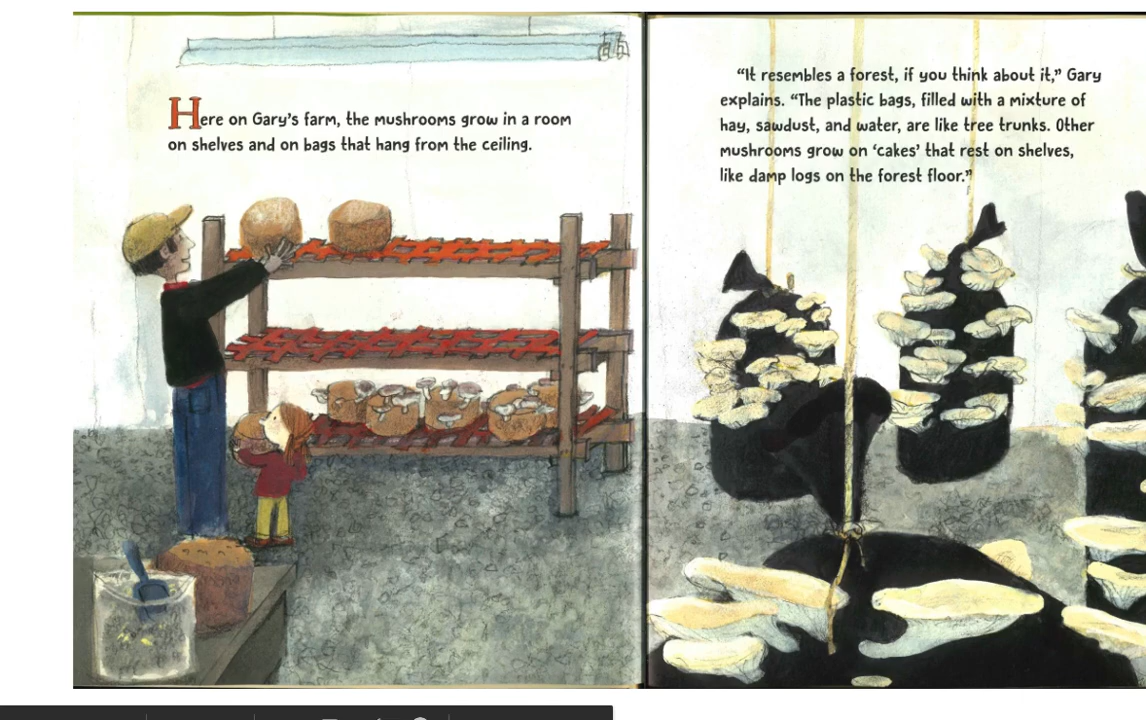 Here on Gary's farm, the mushrooms grow in a room
on shelves and on bags that hang from the ceiling.
“It resembles a forest, if you think about it,” Gary
explains. “The plastic bags, filled with a mixture of
hay, sawdust, and water, are like tree trunks. Other
mushrooms grow on ‘cakes’ that rest on shelves,
like damp logs on the forest floor.”